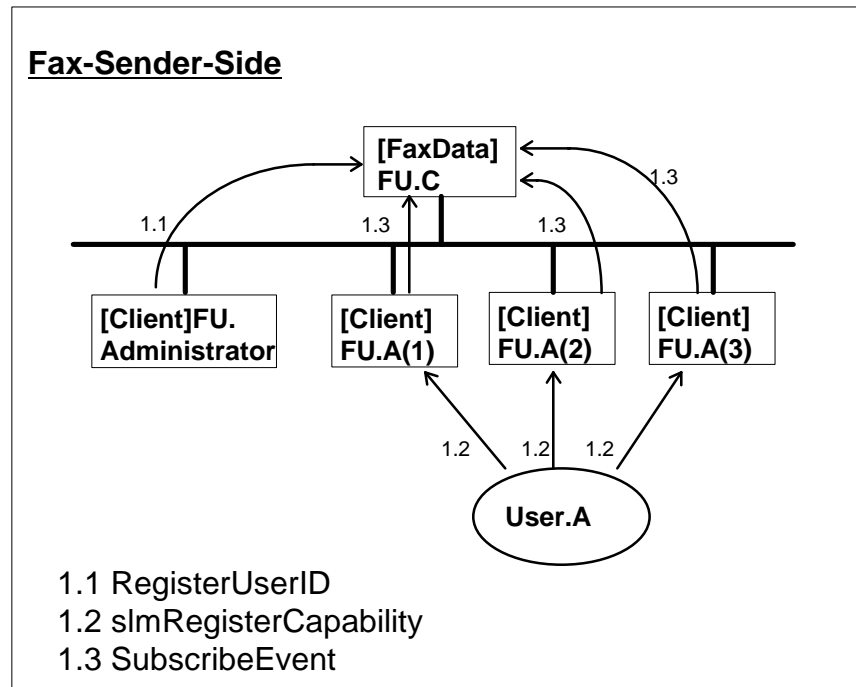 Fax-Sender-Side
[FaxData]
FU.C
1.1
1.3
1.3
1.3
[Client]FU.
Administrator
[Client]
FU.A(1)
[Client]
FU.A(2)
[Client]
FU.A(3)
1.2
1.2
1.2
User.A
1.1 RegisterUserID
1.2 slmRegisterCapability
1.3 SubscribeEvent